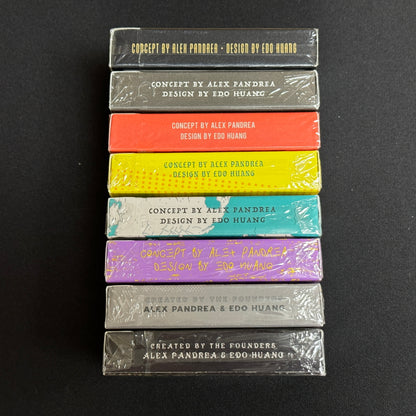 CONCEPT BY ALEX PANDREA • DESIGN BY EDO HUANG
CONCEPT BY ALEX PANDREA
DESIGN BY EDO HUANG
CONCEPT BY ALEX PANDREA
DESIGN BY EDO HUANG
CONCEPT BY ALEX PANDREA
DESIGN BY EDO HUANG
CONCEPT BY ALEX PANDREA
DESIGN BY EDO HUANG
CONCEPT BY ALEX PANDREA
DESIGN BY EDO HUANG
CREATED BY THE FOUNDERS
ALEX PANDREA & EDO HUANG
CREATED BY THE FOUNDERS
ALEX PANDREA & EDO HUANG